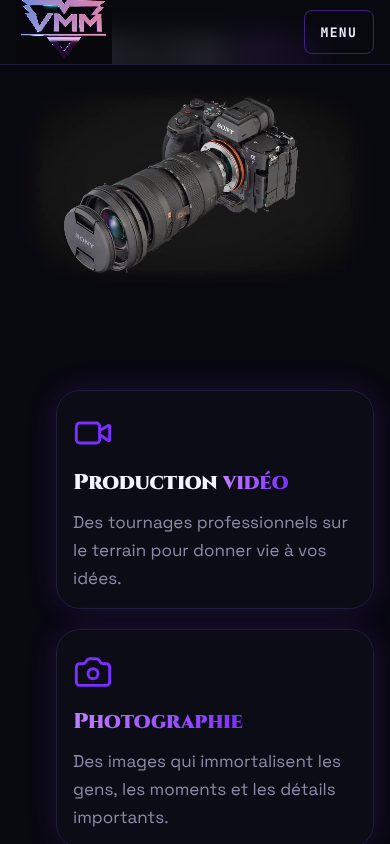 VMM
MENU
SONY
SONY
Production vidéo
Des tournages professionnels sur
le terrain pour donner vie à vos
idées.
Photographie
Des images qui immortalisent les
gens, les moments et les détails
importants.